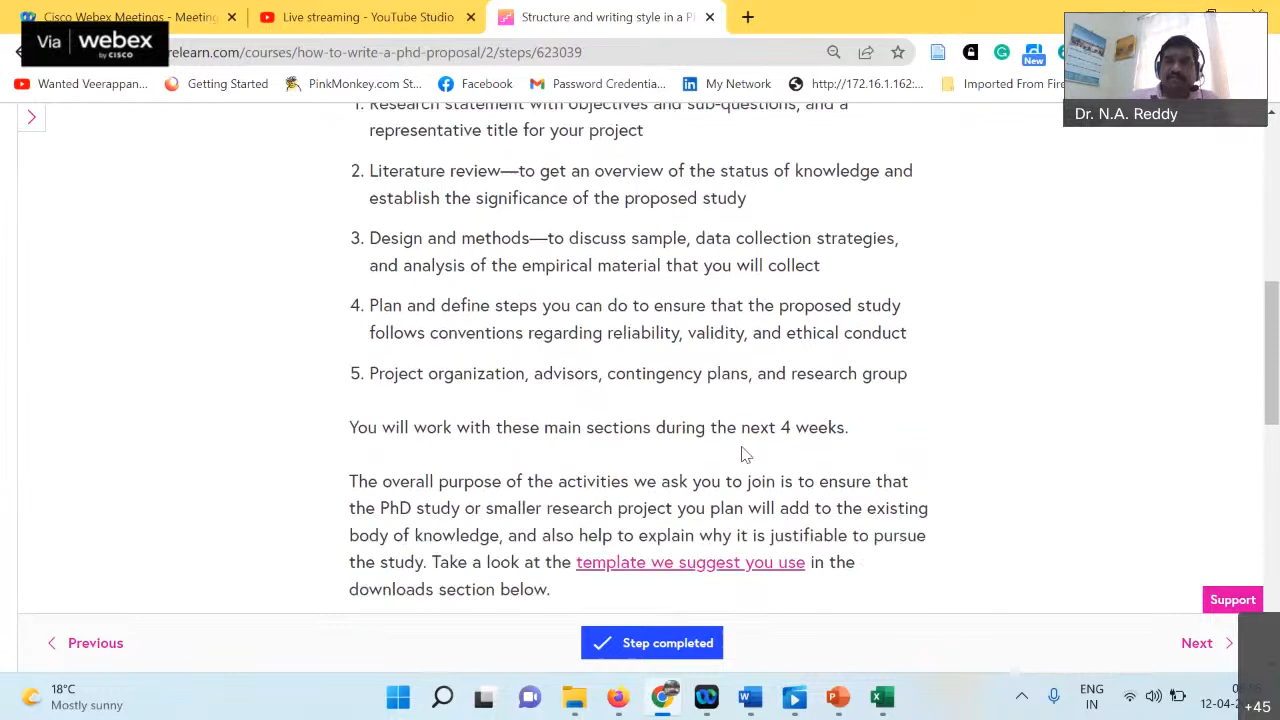 Cisco Webex Meetings - Meeting
Live streaming - YouTube Studio
Structure and writing style in a P
Via webex
by CISCO
relearn.com/courses/how-to-write-a-phd-proposal/2/steps/623039
New
Wanted Veerappan...
Getting Started
PinkMonkey.com-St...
Facebook
Password Credentia...
My Network
http://172.16.1.162:...
Imported From Fire
Dr. N.A. Reddy
1. Research statement with objectives and sub-questions, and a
representative title for your project
2. Literature review—to get an overview of the status of knowledge and
establish the significance of the proposed study
3. Design and methods—to discuss sample, data collection strategies,
and analysis of the empirical material that you will collect
4. Plan and define steps you can do to ensure that the proposed study
follows conventions regarding reliability, validity, and ethical conduct
5. Project organization, advisors, contingency plans, and research group
You will work with these main sections during the next 4 weeks.
The overall purpose of the activities we ask you to join is to ensure that
the PhD study or smaller research project you plan will add to the existing
body of knowledge, and also help to explain why it is justifiable to pursue
the study. Take a look at the template we suggest you use in the
downloads section below.
Support
Previous
Step completed
Next
18°C
Mostly sunny
ENG
IN
12-04-2
+45